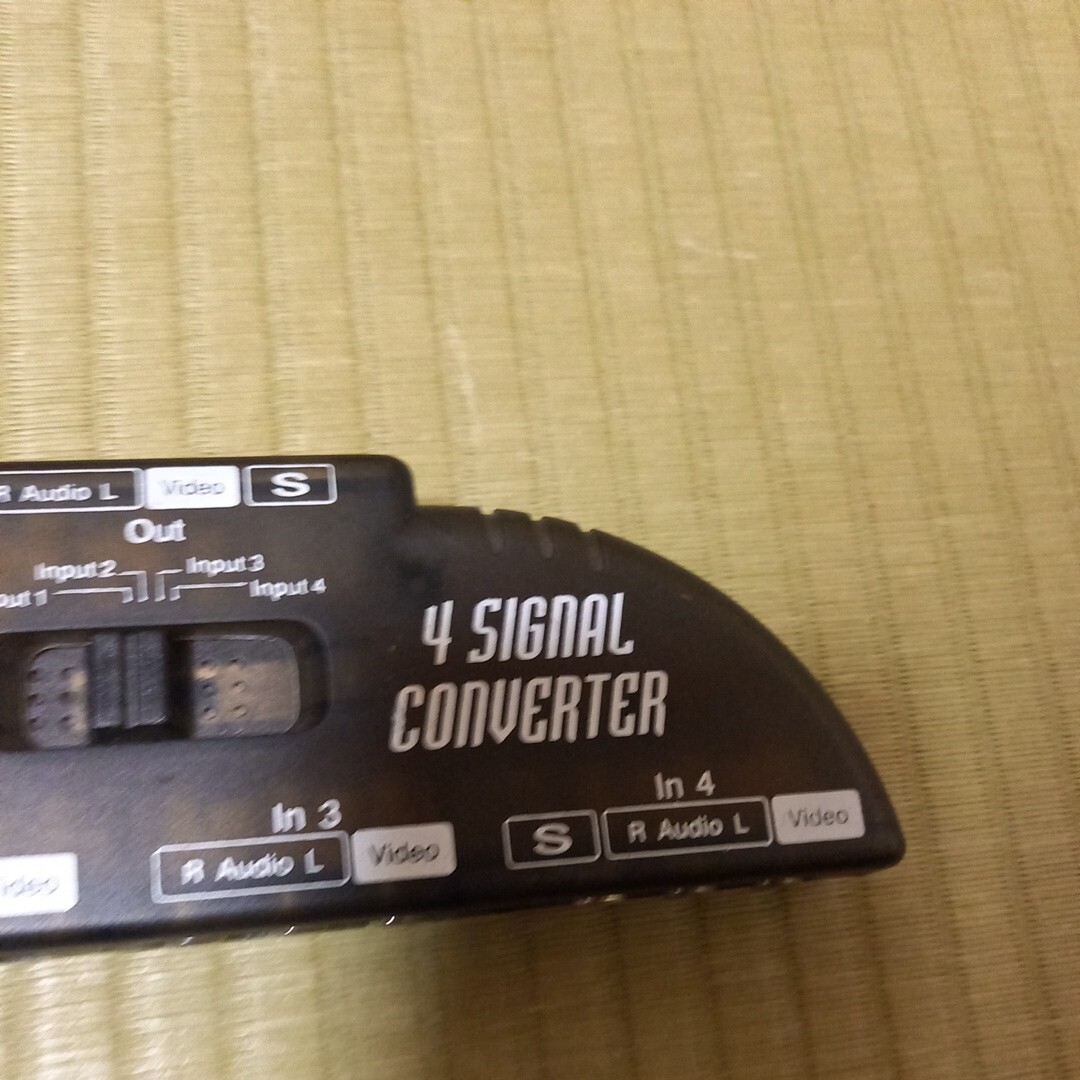 R Audio L Video S
Out
Input 2 Input 3
Input 4
4 SIGNAL
CONVERTER
In 3
R Audio L Video
In 4
S R Audio L Video